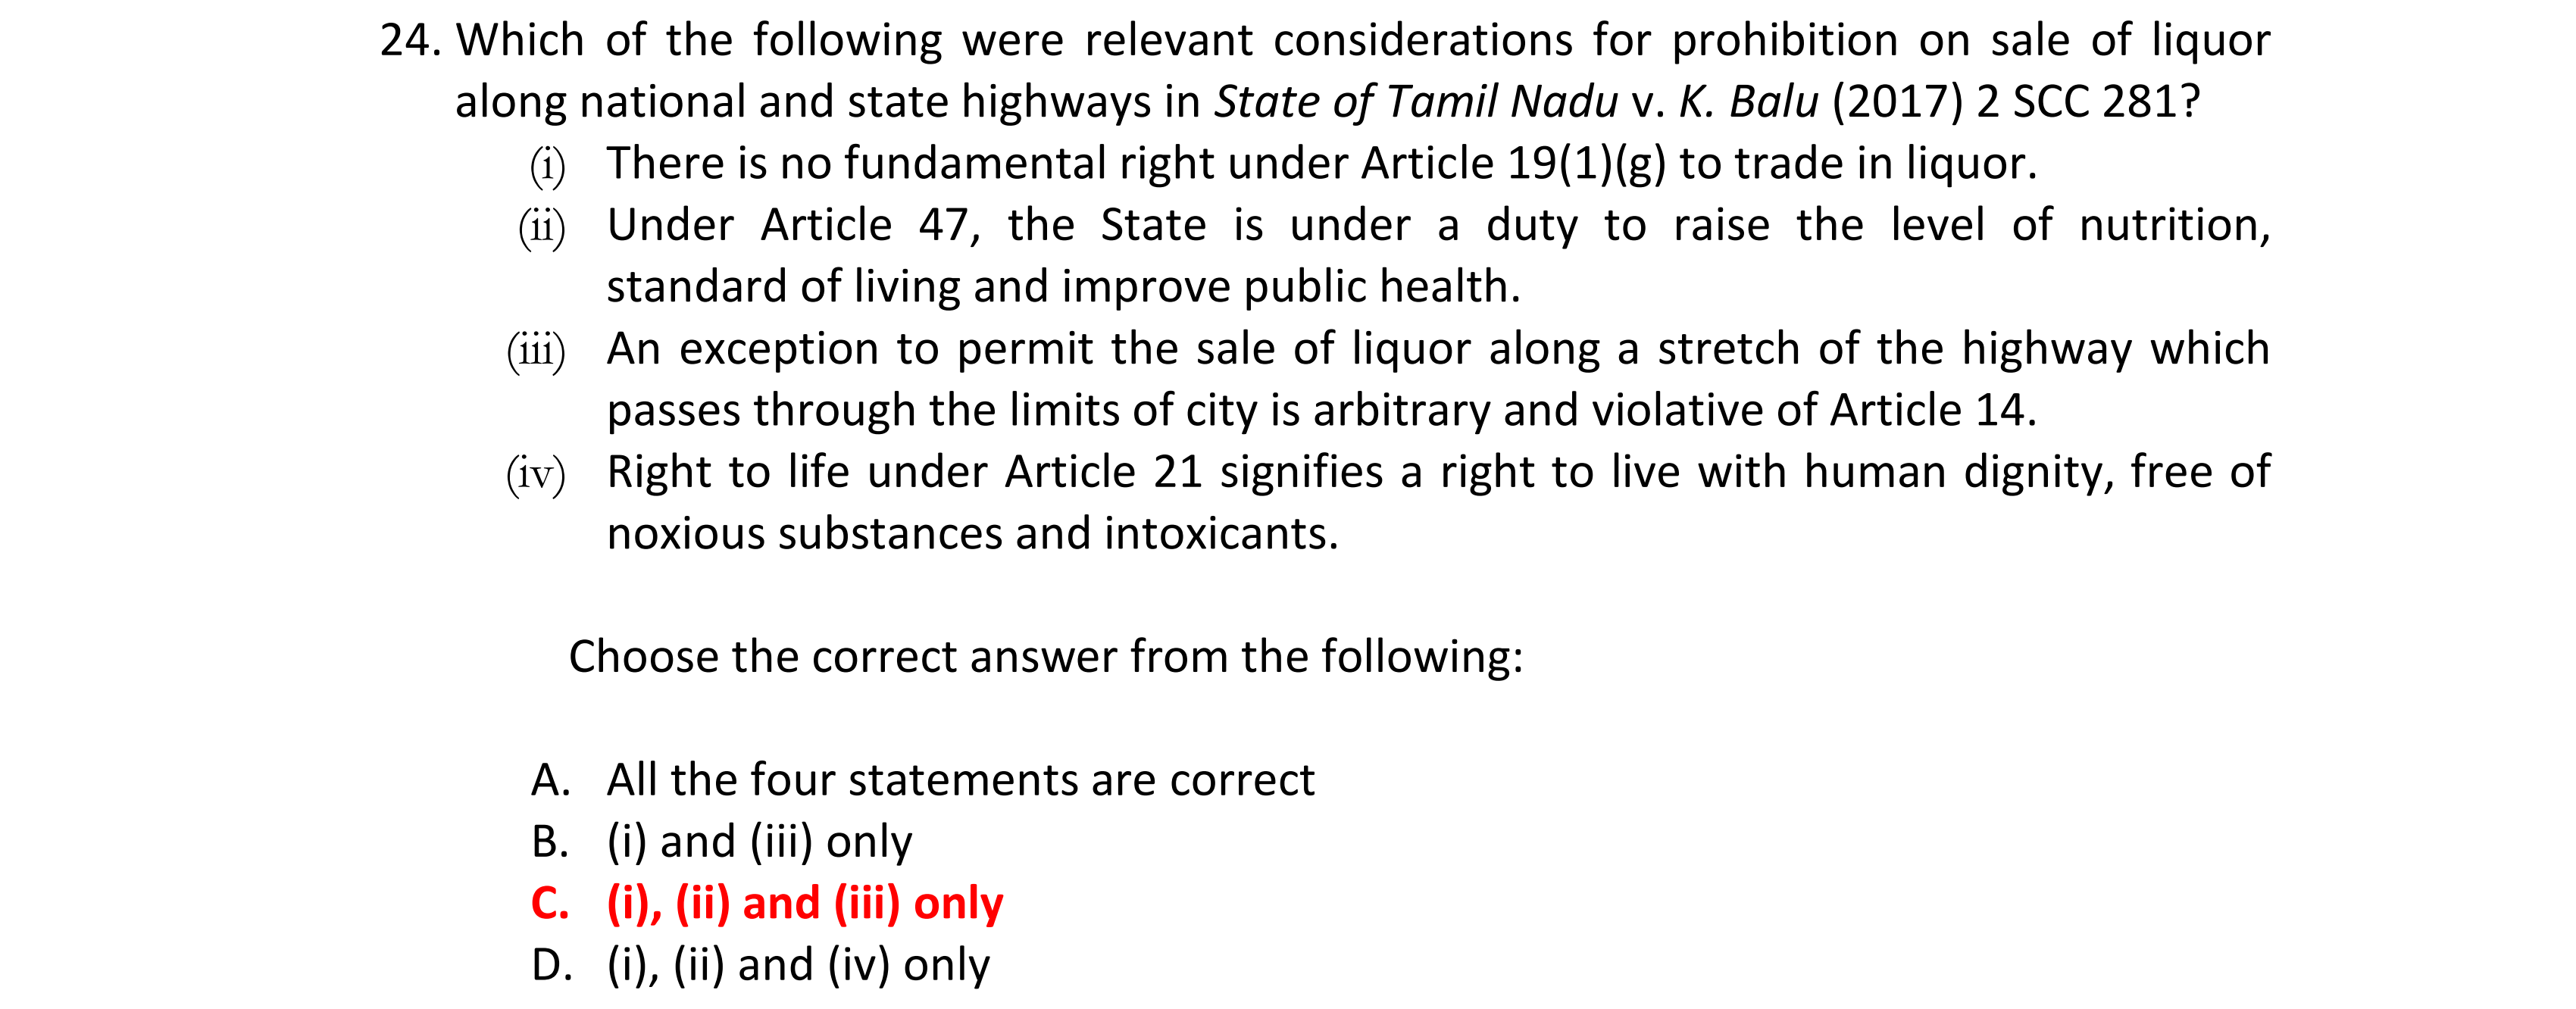 24. Which of the following were relevant considerations for prohibition on sale of liquor
along national and state highways in State of Tamil Nadu v. K. Balu (2017) 2 SCC 281?
(i) There is no fundamental right under Article 19(1)(g) to trade in liquor.
(ii) Under Article 47, the State is under a duty to raise the level of nutrition,
standard of living and improve public health.
(iii) An exception to permit the sale of liquor along a stretch of the highway which
passes through the limits of city is arbitrary and violative of Article 14.
(iv) Right to life under Article 21 signifies a right to live with human dignity, free of
noxious substances and intoxicants.
Choose the correct answer from the following:
A. All the four statements are correct
B. (i) and (iii) only
C. (i), (ii) and (iii) only
D. (i), (ii) and (iv) only